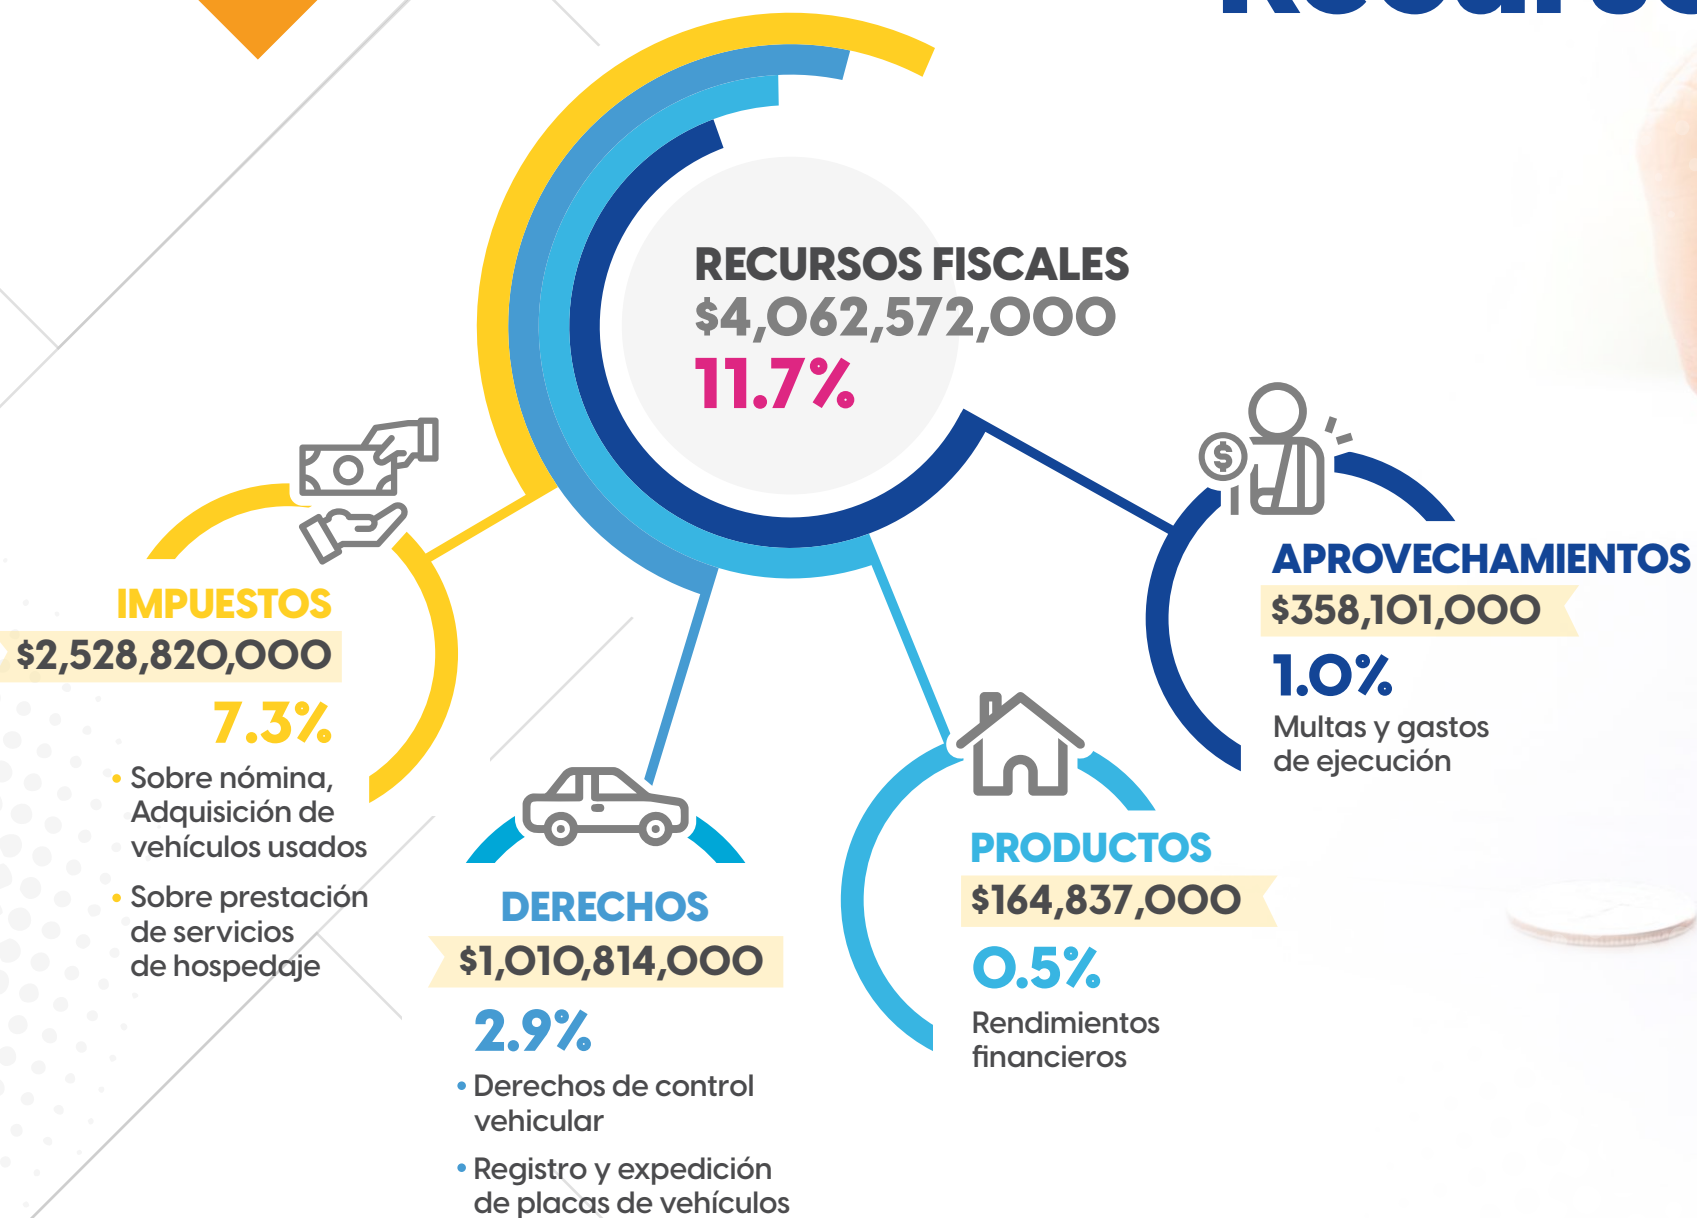 RECURSOS FISCALES
$4,062,572,000
11.7%
IMPUESTOS
$2,528,820,000
7.3%
• Sobre nómina,
Adquisición de
vehículos usados
• Sobre prestación
de servicios
de hospedaje
DERECHOS
$1,010,814,000
2.9%
• Derechos de control
vehicular
• Registro y expedición
de placas de vehículos
PRODUCTOS
$164,837,000
0.5%
Rendimientos
financieros
$
APROVECHAMIENTOS
$358,101,000
1.0%
Multas y gastos
de ejecución